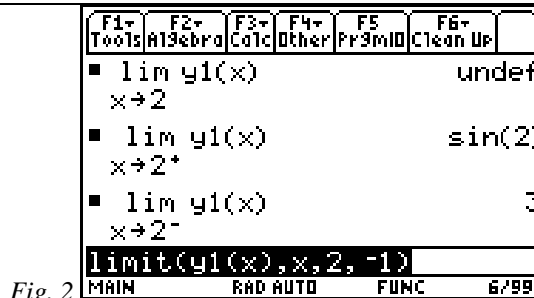 F1 F2 F3 F4 F5 F6
Tools Algebra Calc Other PrgmIO Clean Up
▪ lim y1(x) undef
x→2
▪ lim y1(x) sin(2)
x→2⁺
▪ lim y1(x)
x→2⁻
limit(y1(x),x,2,-1)
Fig. 2 MAIN RAD AUTO FUNC 6/99